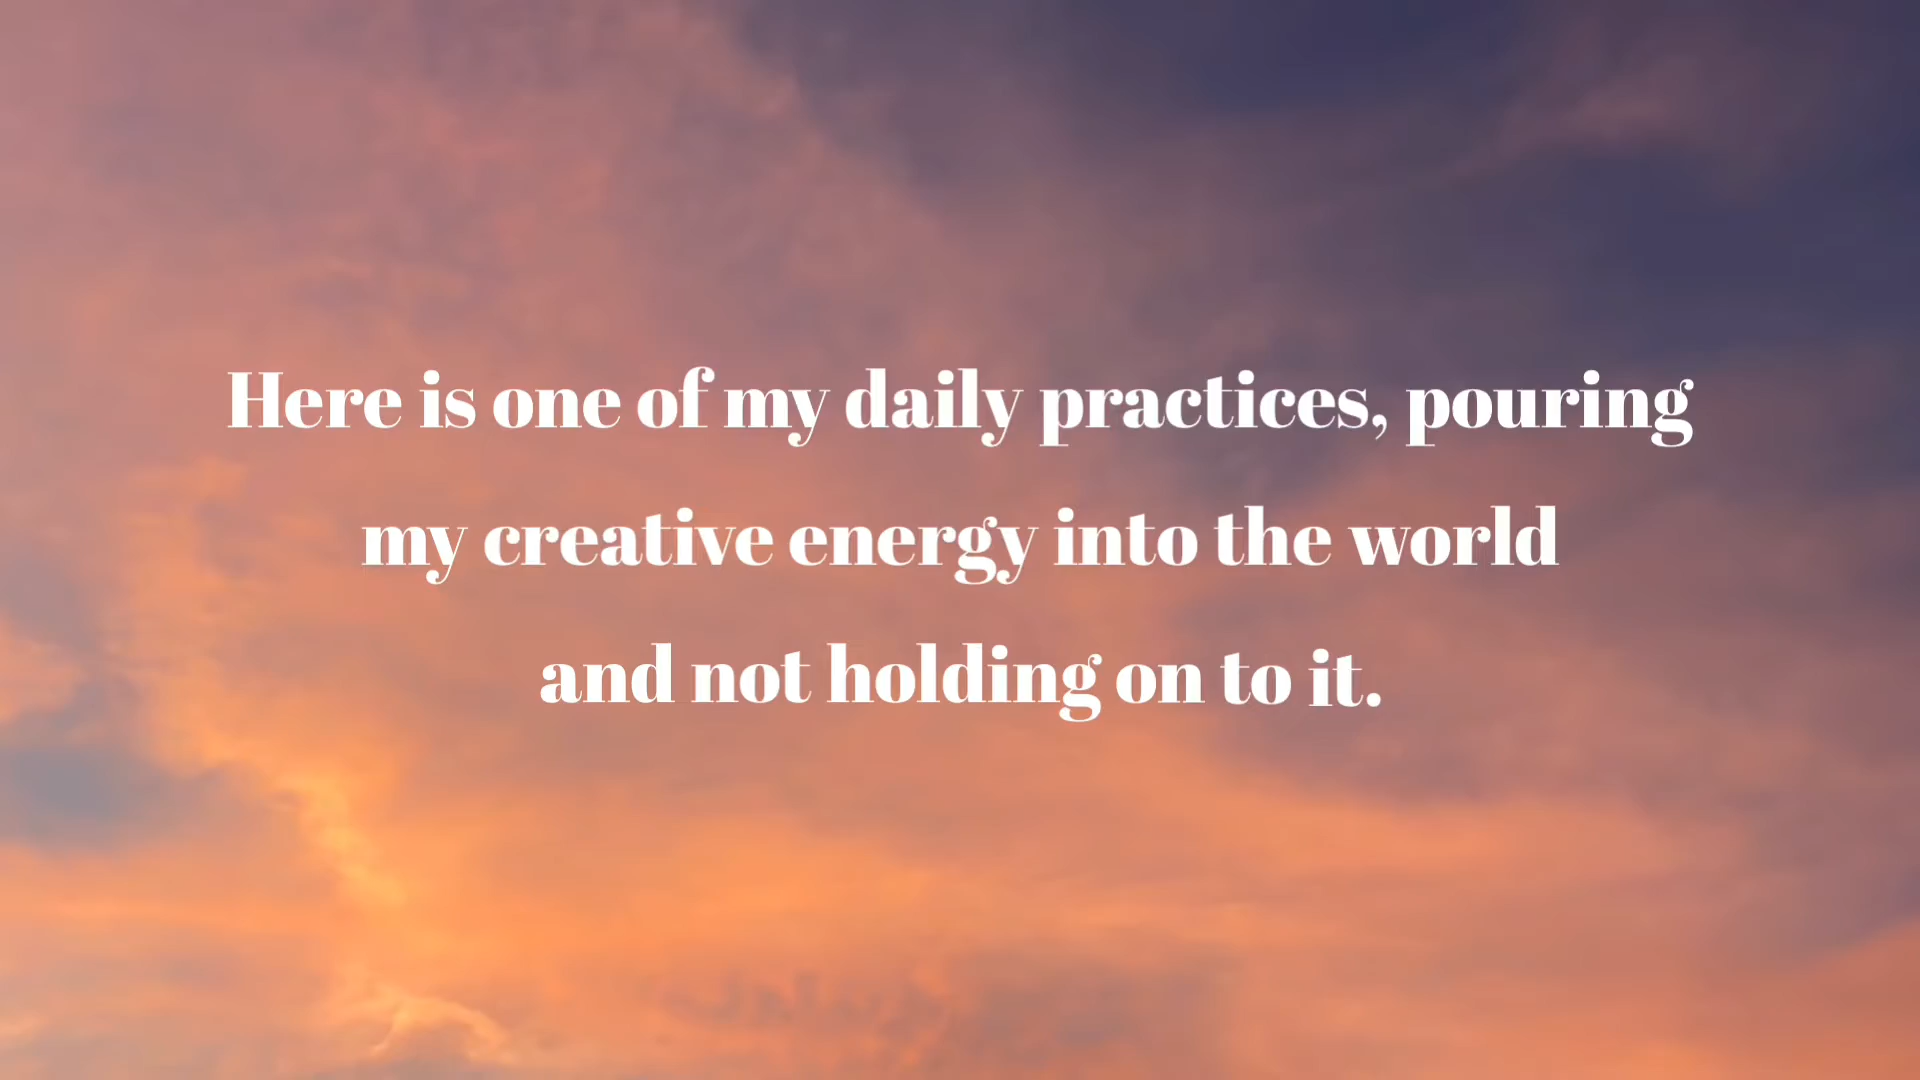 Here is one of my daily practices, pouring
my creative energy into the world
and not holding on to it.